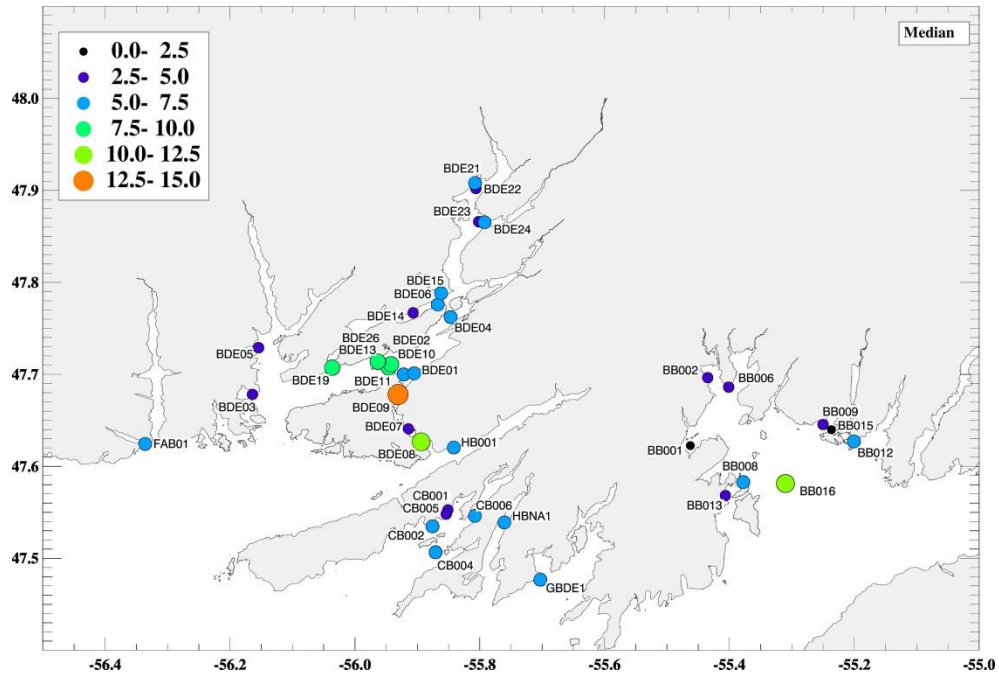 Median
0.0- 2.5
2.5- 5.0
5.0- 7.5
7.5- 10.0
10.0- 12.5
12.5- 15.0
48.0
47.9
47.8
47.7
47.6
47.5
BDE21
BDE22
BDE23
BDE24
BDE15
BDE06
BDE14
BDE04
BDE26
BDE02
BDE13
BDE10
BDE05
BDE19
BDE11
BDE01
BDE03
BDE09
BDE07
BDE08
HB001
FAB01
CB001
CB005
CB006
CB002
HBNA1
CB004
GBDE1
BB002
BB006
BB009
BB015
BB001
BB012
BB008
BB013
BB016
-56.4
-56.2
-56.0
-55.8
-55.6
-55.4
-55.2
-55.0